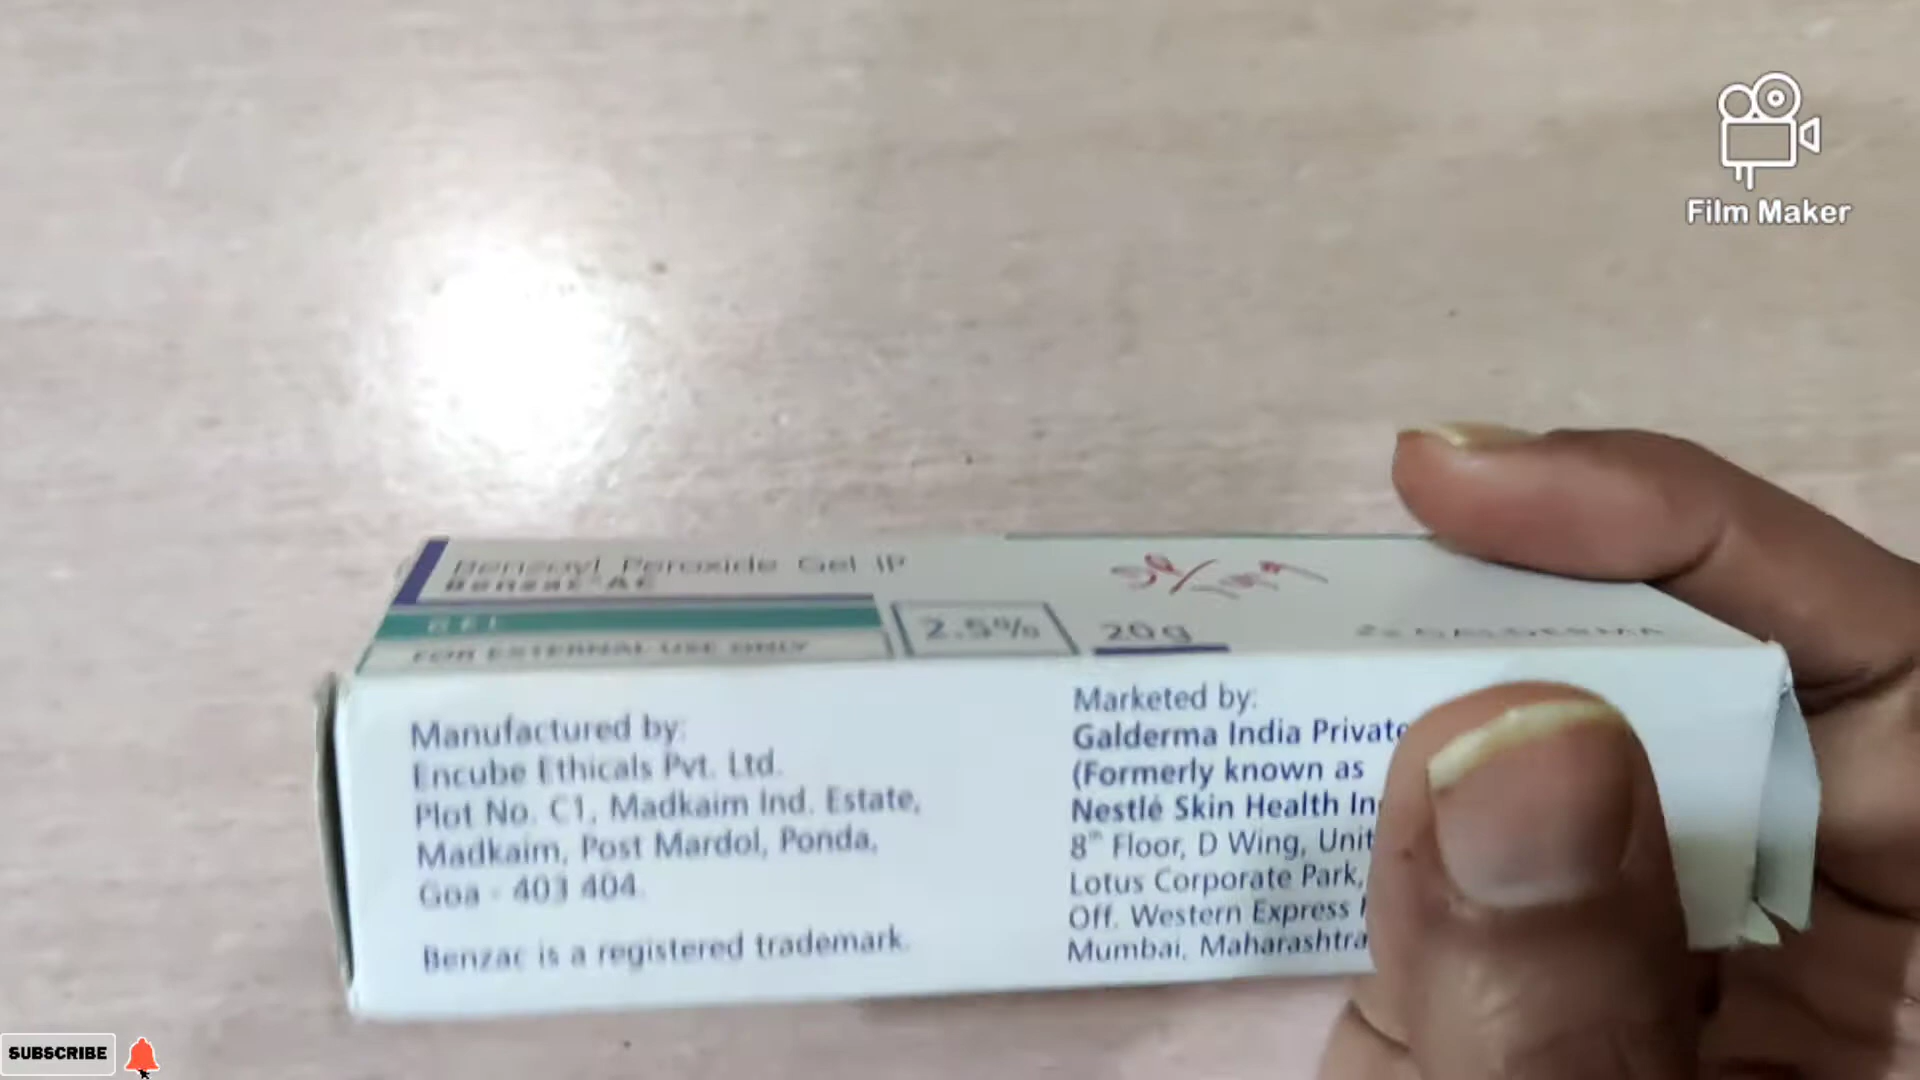 Film Maker
Benzoyl Peroxide Gel IP
Benzac AC
GEL
FOR EXTERNAL USE ONLY
2.5%
20g
GALDERMA
Manufactured by:
Encube Ethicals Pvt. Ltd.
Plot No. C1, Madkaim Ind. Estate,
Madkaim, Post Mardol, Ponda,
Goa - 403 404.
Benzac is a registered trademark.
Marketed by:
Galderma India Private
(Formerly known as
Nestlé Skin Health In
8th Floor, D Wing, Unit
Lotus Corporate Park,
Off. Western Express
Mumbai, Maharashtra
SUBSCRIBE